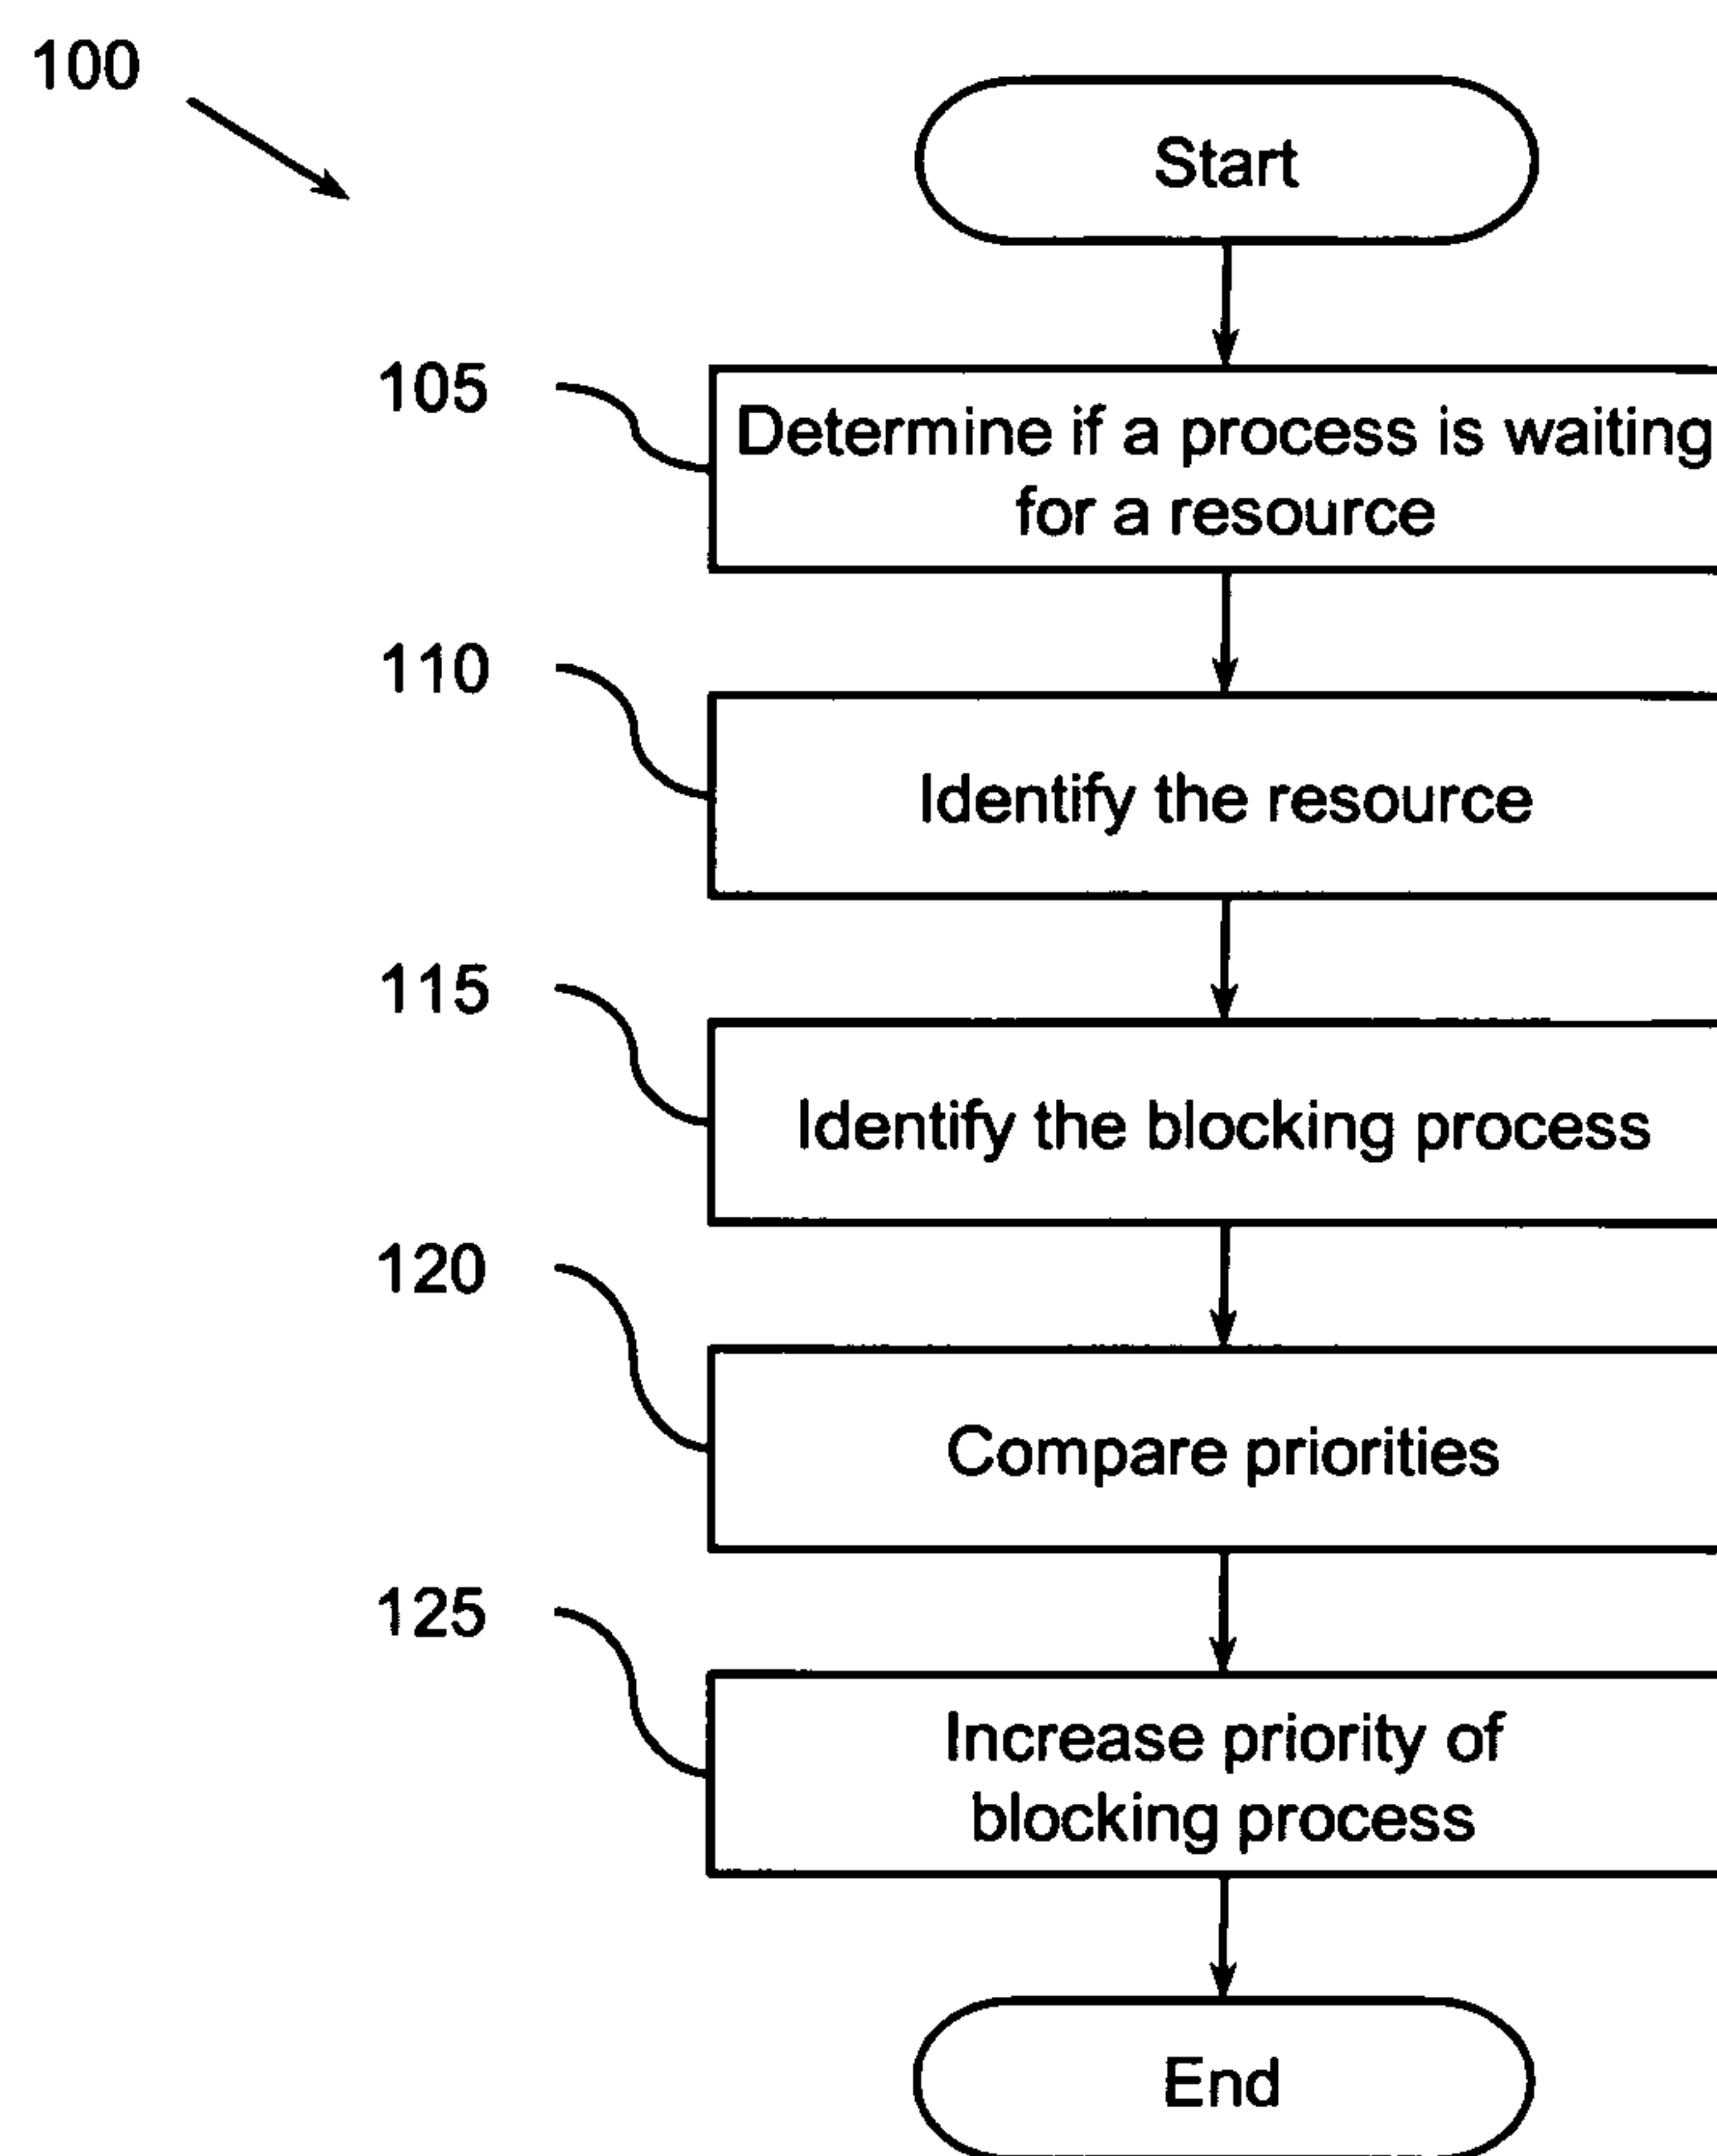 100
Start
105
Determine if a process is waiting
for a resource
110
Identify the resource
115
Identify the blocking process
120
Compare priorities
125
Increase priority of
blocking process
End